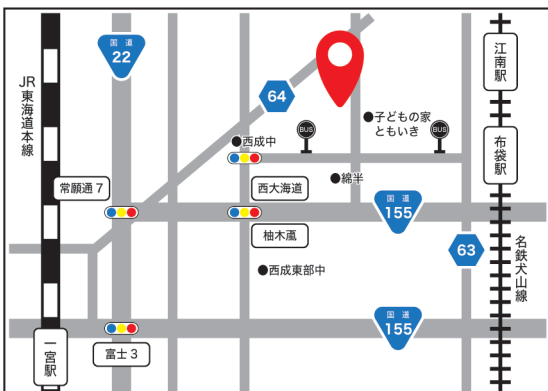 国道
22
江南駅
JR東海道本線
64
子どもの家
ともいき
BUS
BUS
西成中
布袋駅
綿半
常願通7
西大海道
国道
155
柚木颪
63
名鉄犬山線
西成東部中
国道
155
一宮駅
富士3